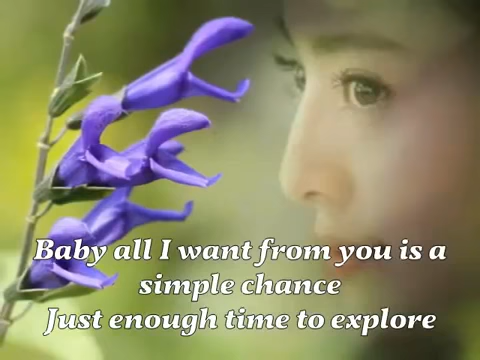 Baby all I want from you is a
simple chance
Just enough time to explore